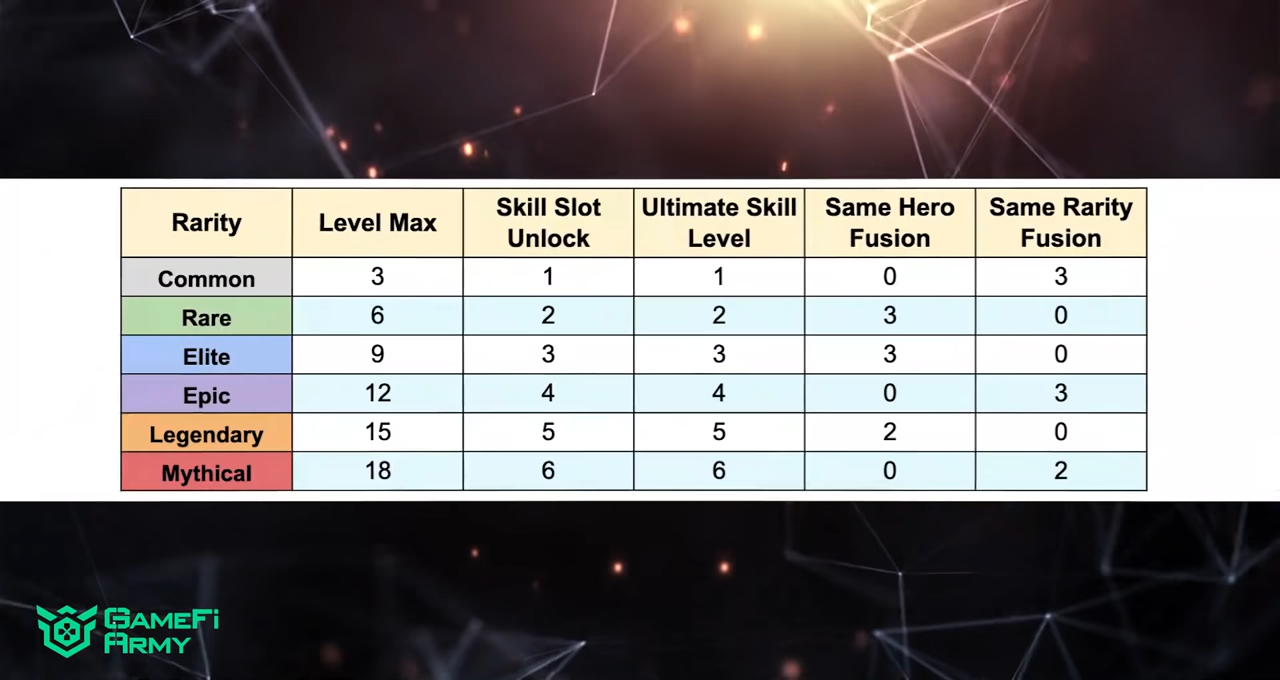 Rarity Level Max Skill Slot Unlock Ultimate Skill Level Same Hero Fusion Same Rarity Fusion
Common 3 1 1 0 3
Rare 6 2 2 3 0
Elite 9 3 3 3 0
Epic 12 4 4 0 3
Legendary 15 5 5 2 0
Mythical 18 6 6 0 2
GAMEFI
ARMY